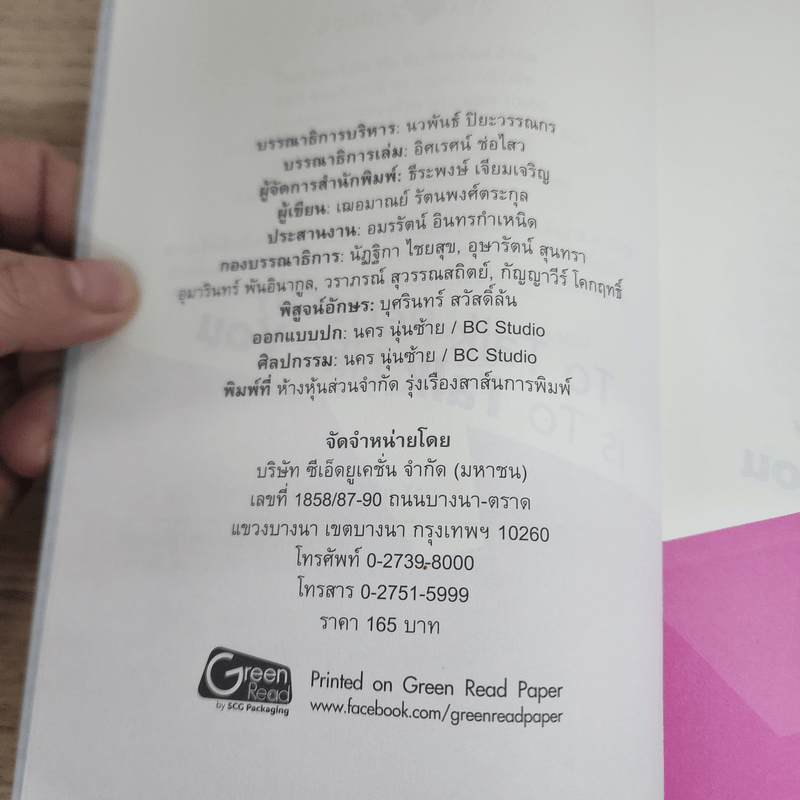 บรรณาธิการบริหาร: นวพันธ์ ปิยะวรรณกร
บรรณาธิการเล่ม: อิศเรศน์ ช่อไสว
ผู้จัดการสำนักพิมพ์: ธีระพงษ์ เจียมเจริญ
ผู้เขียน: เฌอมาณย์ รัตนพงศ์ตระกูล
ประสานงาน: อมรรัตน์ อินทรกำเหนิด
กองบรรณาธิการ: นัฏฐิกา ไชยสุข, อุษารัตน์ สุนทรา
อุมารินทร์ พันอินากูล, วราภรณ์ สุวรรณสถิตย์, กัญญาวีร์ โคกฤทธิ์
พิสูจน์อักษร: บุศรินทร์ สวัสดิ์ล้น
ออกแบบปก: นคร นุ่นซ้าย / BC Studio
ศิลปกรรม: นคร นุ่นซ้าย / BC Studio
พิมพ์ที่ ห้างหุ้นส่วนจำกัด รุ่งเรืองสาส์นการพิมพ์
จัดจำหน่ายโดย
บริษัท ซีเอ็ดยูเคชั่น จำกัด (มหาชน)
เลขที่ 1858/87-90 ถนนบางนา-ตราด
แขวงบางนา เขตบางนา กรุงเทพฯ 10260
โทรศัพท์ 0-2739-8000
โทรสาร 0-2751-5999
ราคา 165 บาท
Green Read
by SCG Packaging
Printed on Green Read Paper
www.facebook.com/greenreadpaper